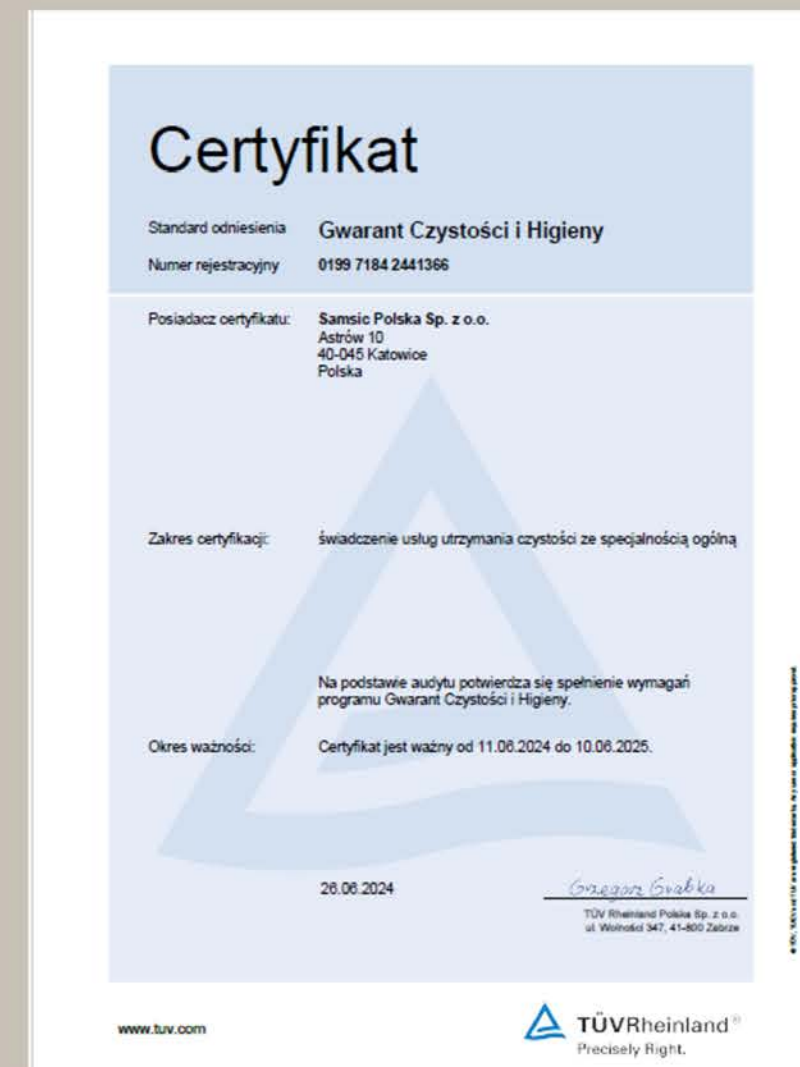 Certyfikat
Standard odniesienia Gwarant Czystości i Higieny
Numer rejestracyjny 0199 7184 2441366
Posiadacz certyfikatu: Samsic Polska Sp. z o.o.
Astrów 10
40-045 Katowice
Polska
Zakres certyfikacji: świadczenie usług utrzymania czystości ze specjalnością ogólną
Na podstawie audytu potwierdza się spełnienie wymagań
programu Gwarant Czystości i Higieny.
Okres ważności: Certyfikat jest ważny od 11.06.2024 do 10.06.2025.
26.06.2024 Grzegorz Grabka
TÜV Rheinland Polska Sp. z o.o.
ul. Wolności 347, 41-800 Zabrze
www.tuv.com
TÜVRheinland®
Precisely Right.